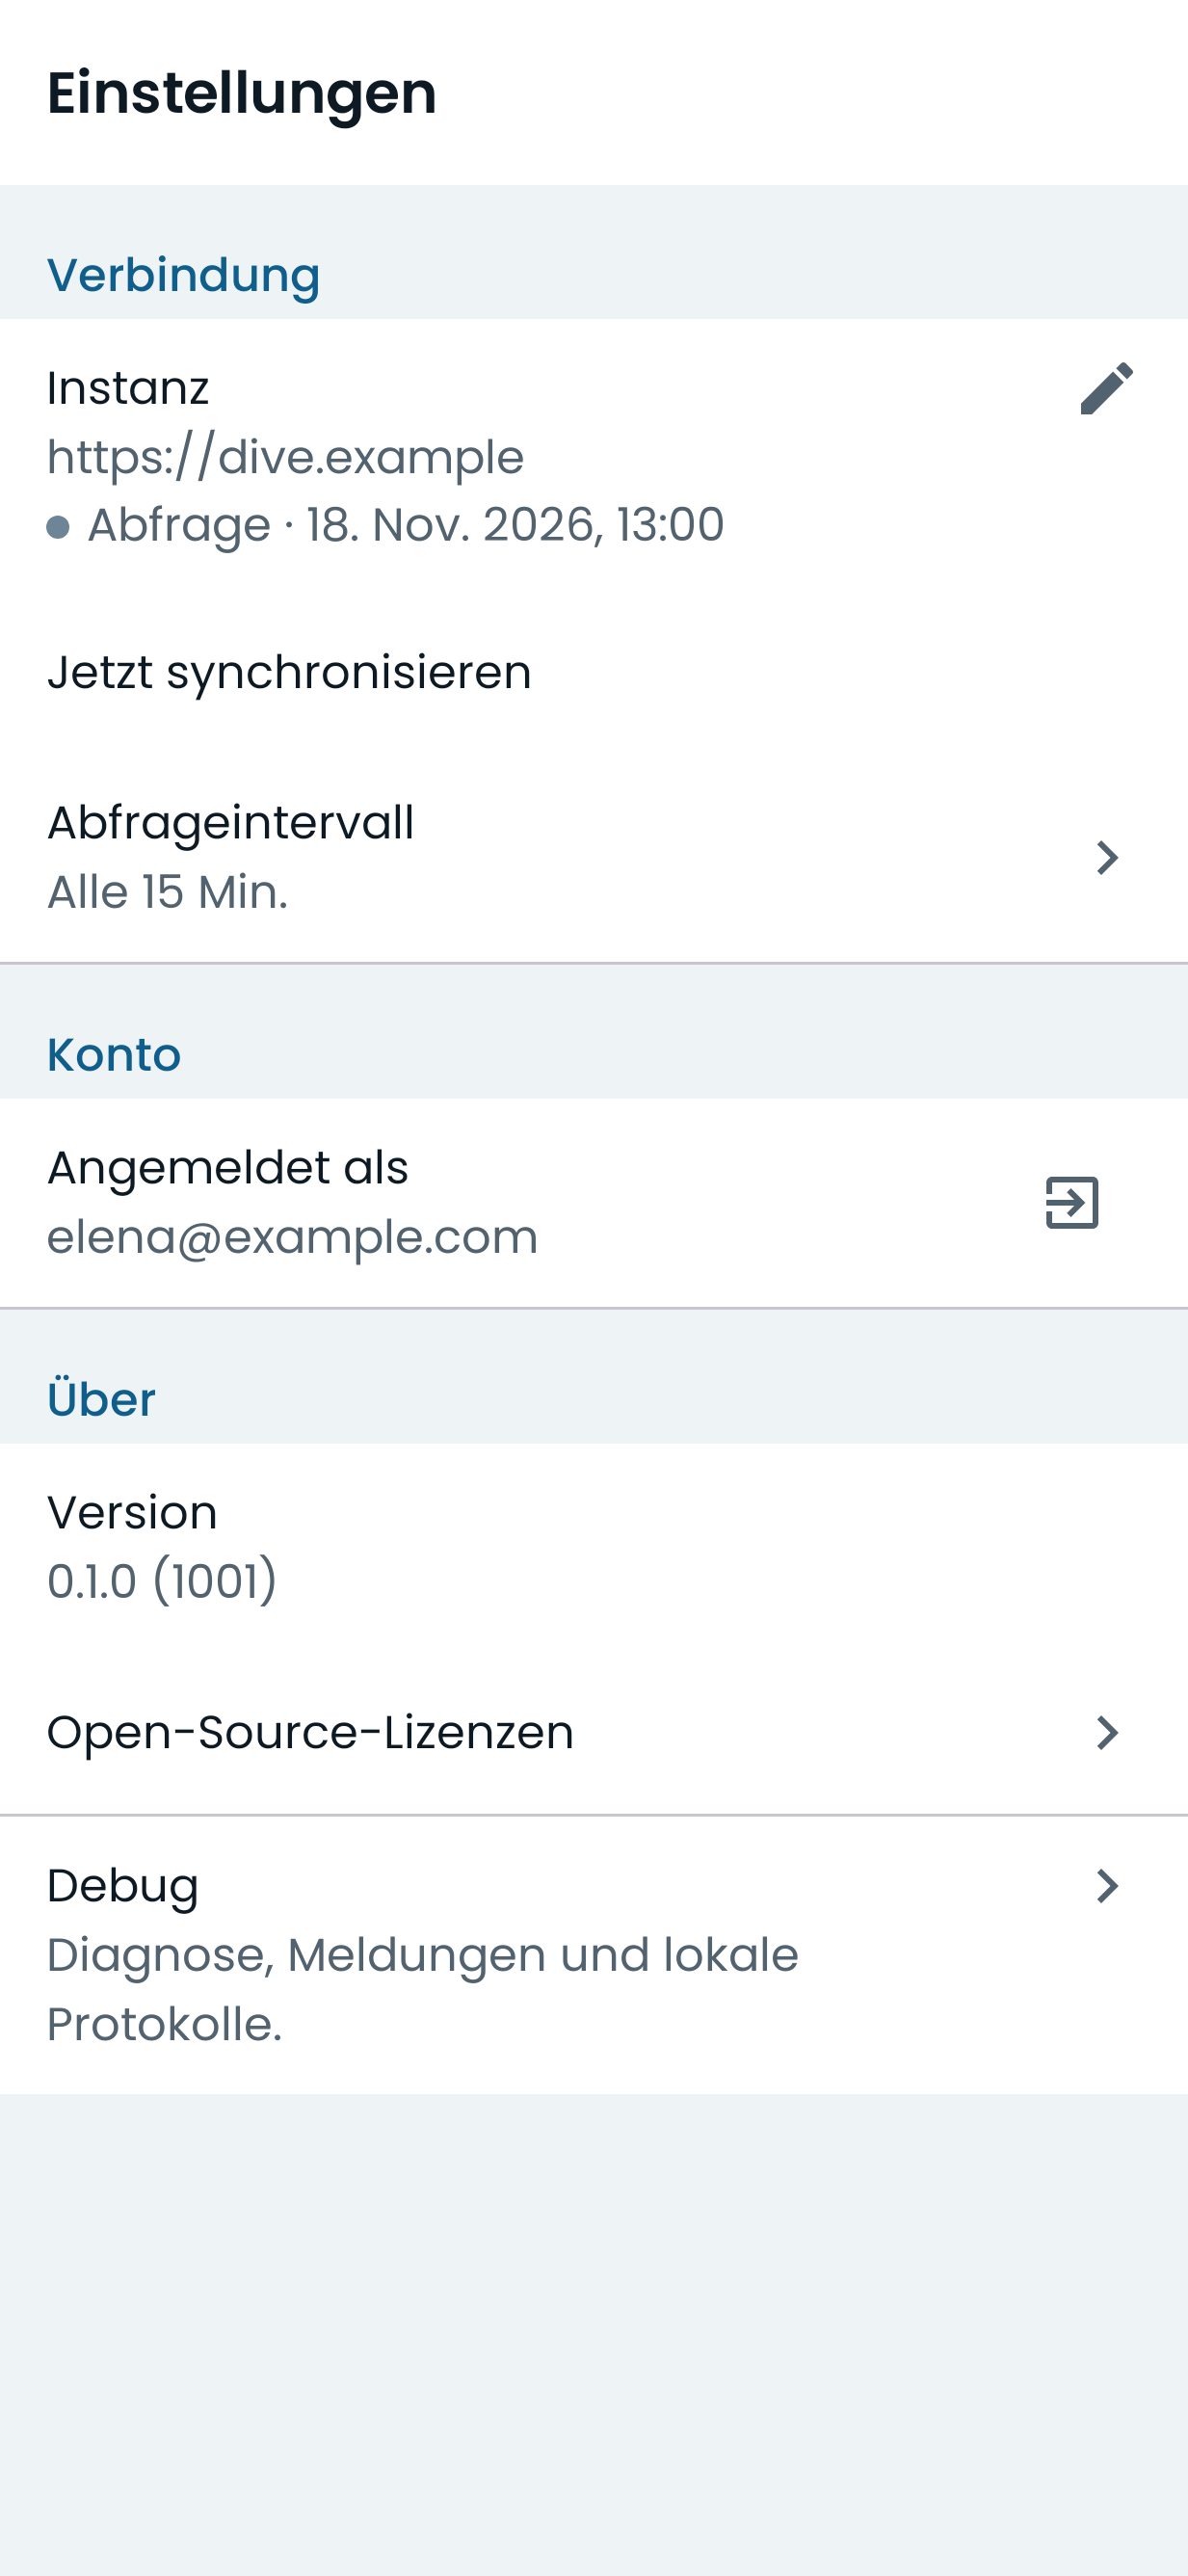 Einstellungen
Verbindung
Instanz
https://dive.example
Abfrage · 18. Nov. 2026, 13:00
Jetzt synchronisieren
Abfrageintervall
Alle 15 Min.
Konto
Angemeldet als
elena@example.com
Über
Version
0.1.0 (1001)
Open-Source-Lizenzen
Debug
Diagnose, Meldungen und lokale
Protokolle.